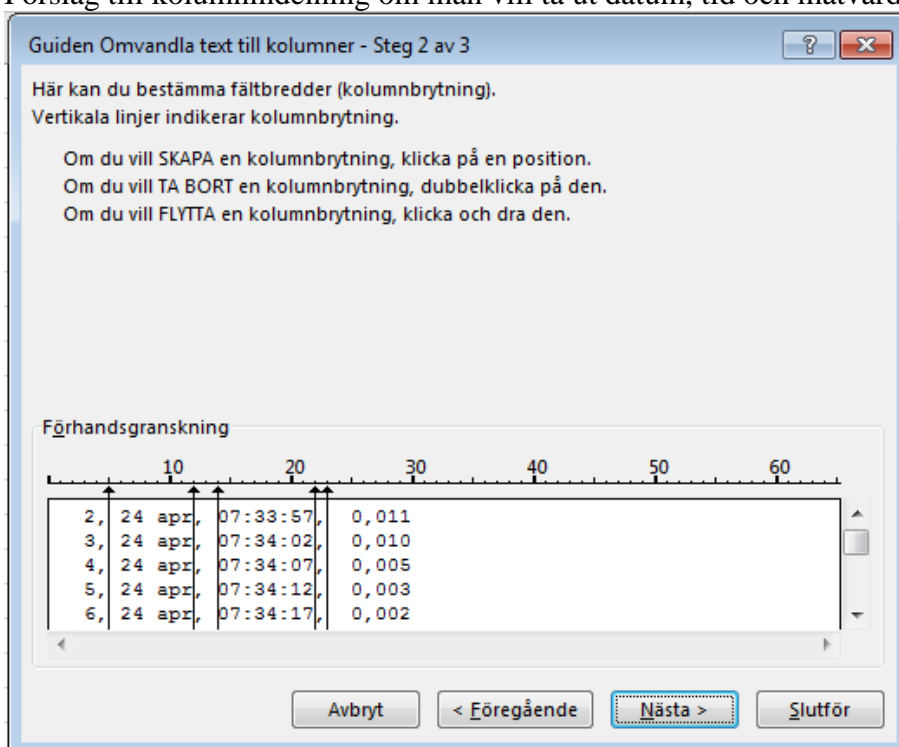 Förslag till kolumnindelning om man vill ta ut datum, tid och mätvärd
Guiden Omvandla text till kolumner - Steg 2 av 3
Här kan du bestämma fältbredder (kolumnbrytning).
Vertikala linjer indikerar kolumnbrytning.
Om du vill SKAPA en kolumnbrytning, klicka på en position.
Om du vill TA BORT en kolumnbrytning, dubbelklicka på den.
Om du vill FLYTTA en kolumnbrytning, klicka och dra den.
Förhandsgranskning
10 20 30 40 50 60
2, 24 apr, 07:33:57, 0,011
3, 24 apr, 07:34:02, 0,010
4, 24 apr, 07:34:07, 0,005
5, 24 apr, 07:34:12, 0,003
6, 24 apr, 07:34:17, 0,002
Avbryt < Föregående Nästa > Slutför